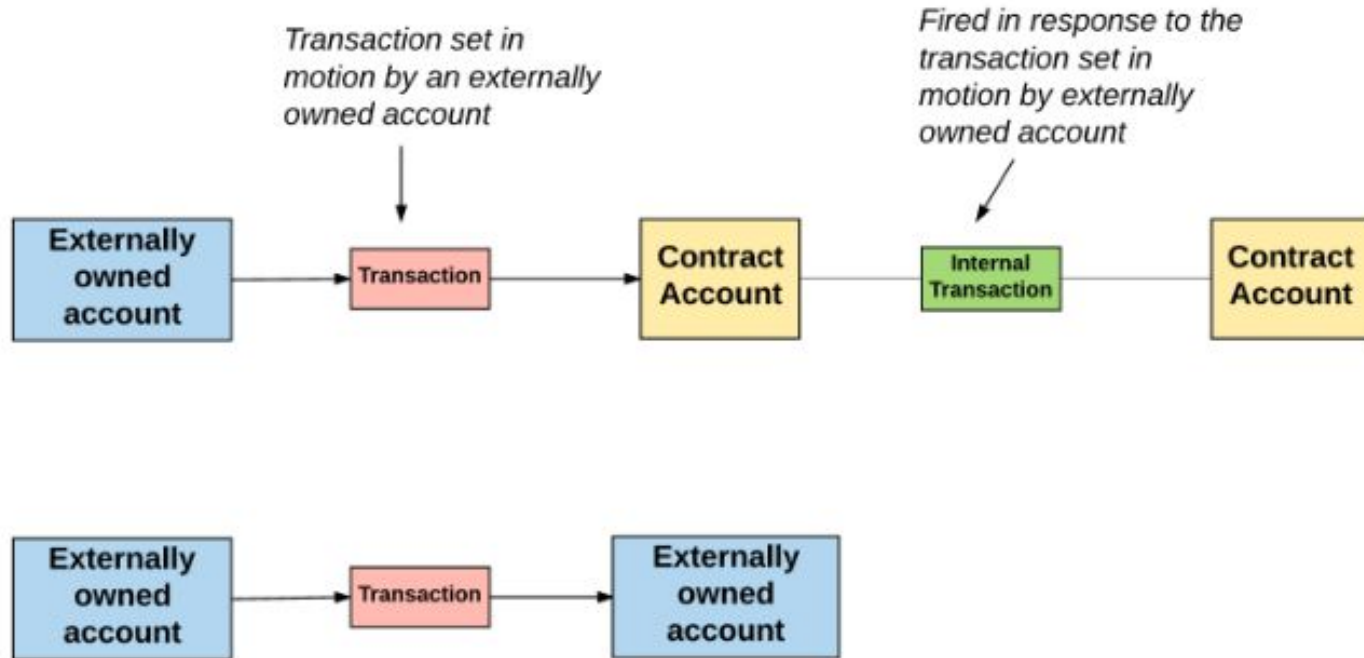 Transaction set in
motion by an externally
owned account
Fired in response to the
transaction set in
motion by externally
owned account
Externally
owned
account
Transaction
Contract
Account
Internal
Transaction
Contract
Account
Externally
owned
account
Transaction
Externally
owned
account